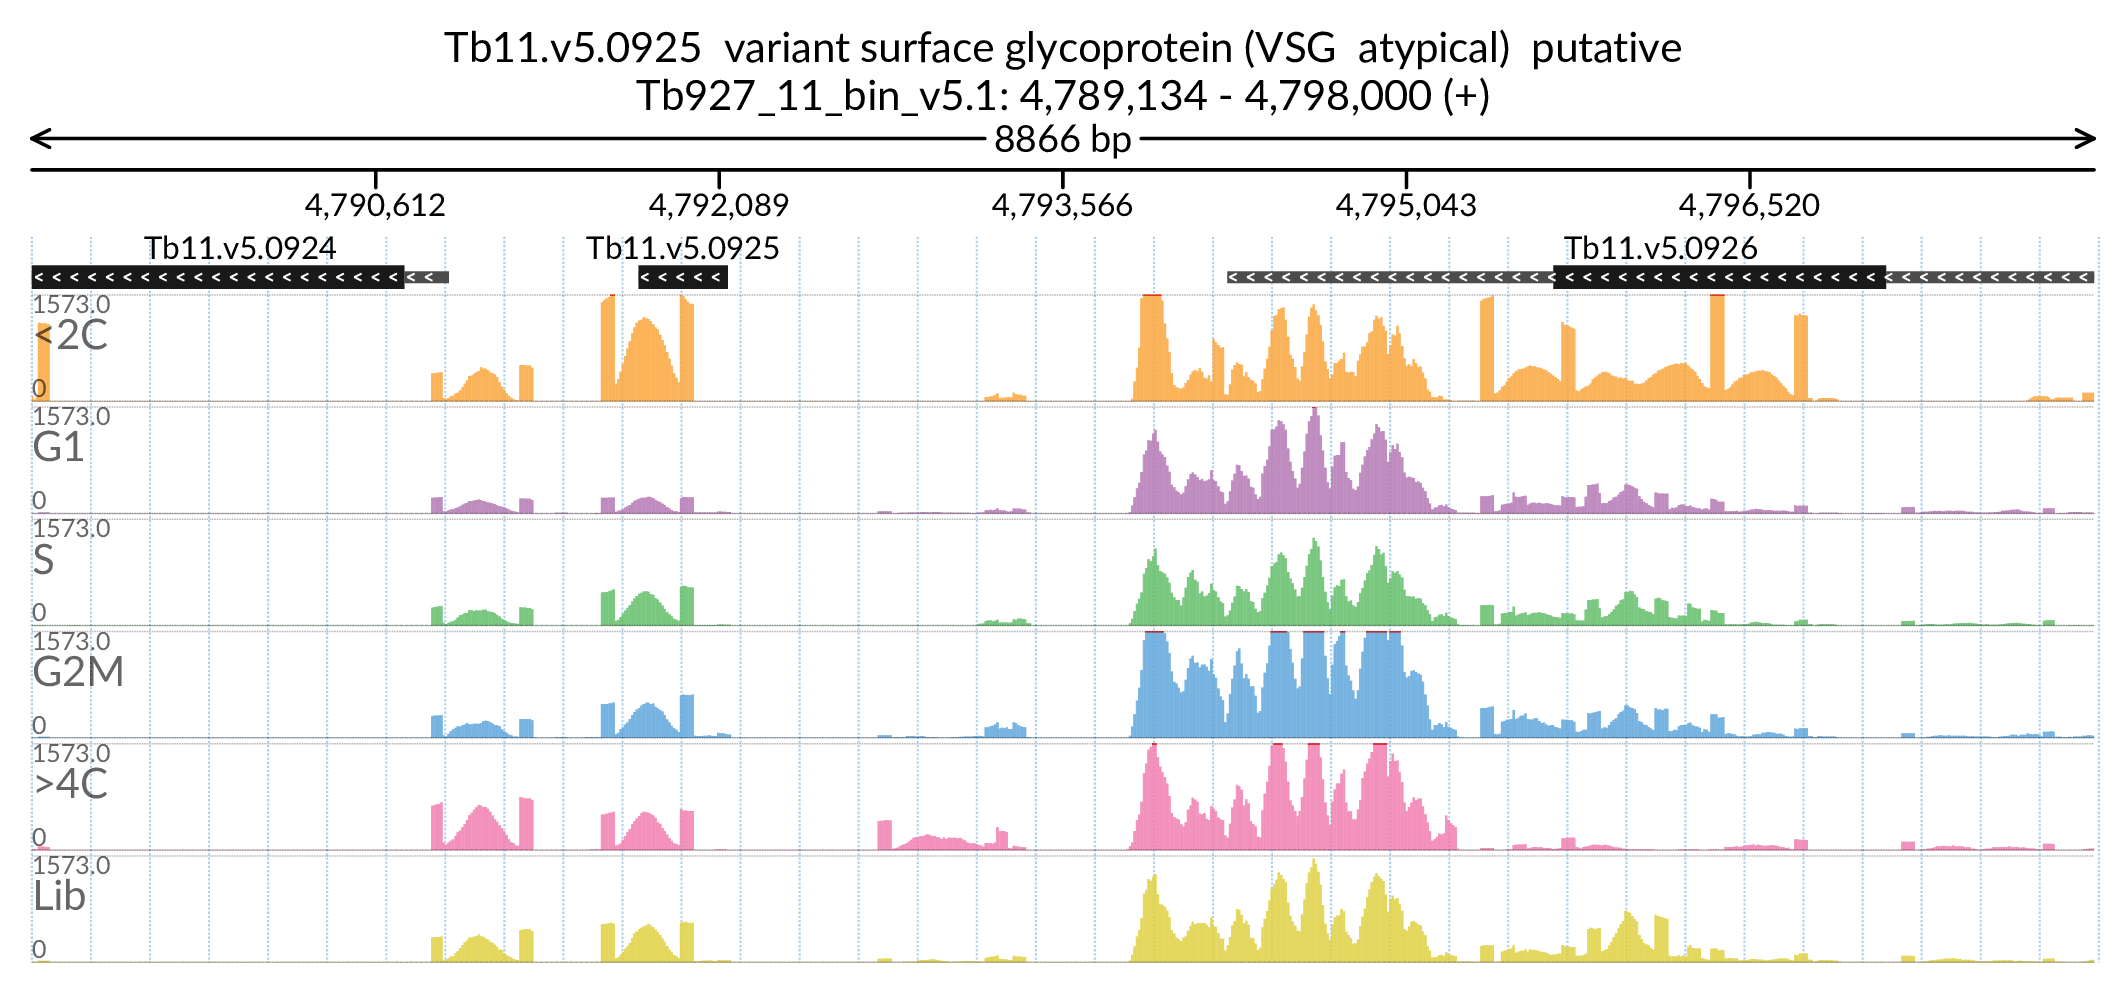 Tb11.v5.0925 variant surface glycoprotein (VSG atypical) putative
Tb927_11_bin_v5.1: 4,789,134 - 4,798,000 (+)
8866 bp
4,790,612 4,792,089 4,793,566 4,795,043 4,796,520
Tb11.v5.0924 Tb11.v5.0925 Tb11.v5.0926
1573.0
<2C
0
1573.0
G1
0
1573.0
S
0
1573.0
G2M
0
1573.0
>4C
0
1573.0
Lib
0